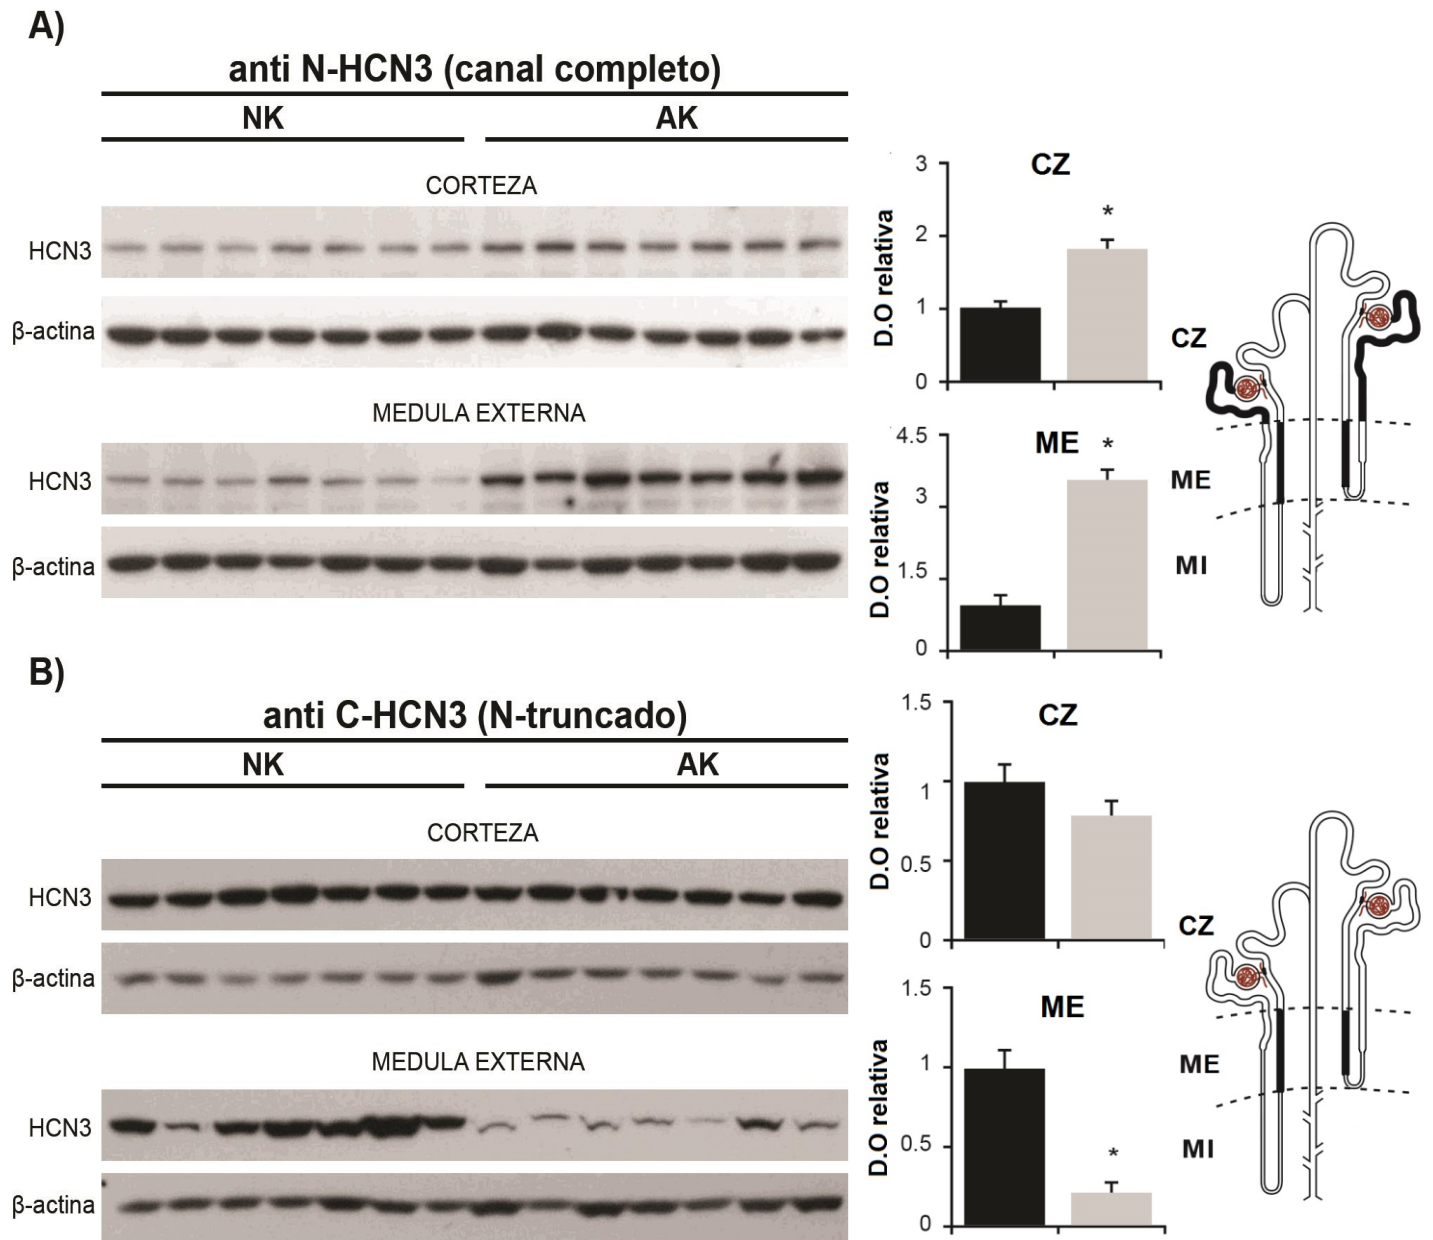 A)
anti N-HCN3 (canal completo)
NK AK
CORTEZA
HCN3
β-actina
MEDULA EXTERNA
HCN3
β-actina
3
2
1
0
D.O relativa
CZ
*
4.5
3
1.5
0
D.O relativa
ME
*
CZ
ME
MI
B)
anti C-HCN3 (N-truncado)
NK AK
CORTEZA
HCN3
β-actina
MEDULA EXTERNA
HCN3
β-actina
1.5
1
0.5
0
D.O relativa
CZ
1.5
1
0.5
0
D.O relativa
ME
*
CZ
ME
MI